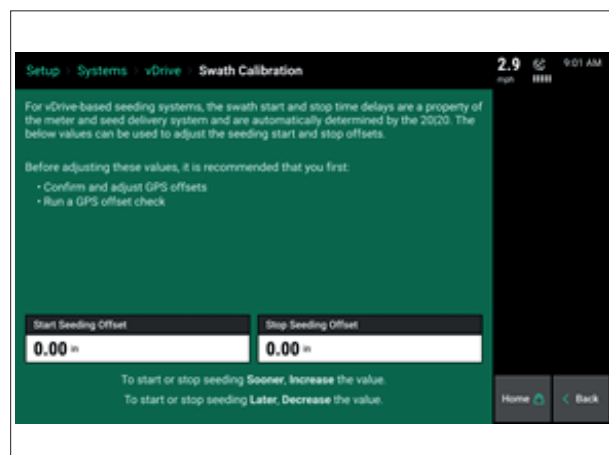 Setup > Systems > vDrive > Swath Calibration
2.9
mph
9:01 AM
For vDrive-based seeding systems, the swath start and stop time delays are a property of
the meter and seed delivery system and are automatically determined by the 20|20. The
below values can be used to adjust the seeding start and stop offsets.
Before adjusting these values, it is recommended that you first:
• Confirm and adjust GPS offsets
• Run a GPS offset check
Start Seeding Offset
0.00 in
Stop Seeding Offset
0.00 in
To start or stop seeding Sooner, Increase the value.
To start or stop seeding Later, Decrease the value.
Home
< Back